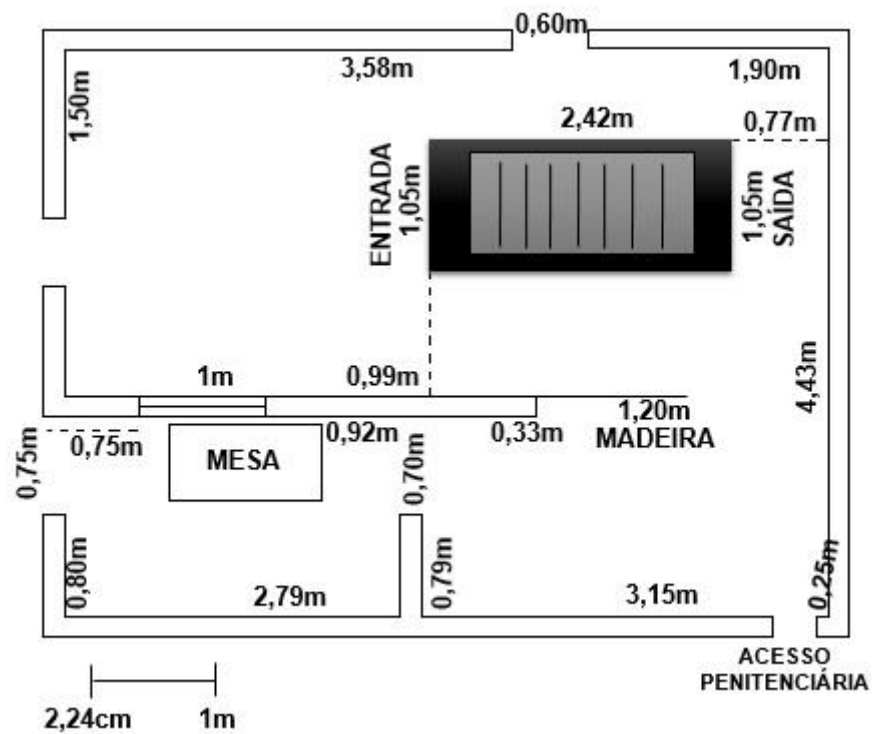 0,60m
3,58m
1,90m
1,50m
2,42m
0,77m
ENTRADA
1,05m
1,05m
SAÍDA
4,43m
1m
0,99m
1,20m
MADEIRA
0,75m
0,75m
MESA
0,92m
0,33m
0,70m
0,80m
2,79m
0,79m
3,15m
0,25m
ACESSO
PENITENCIÁRIA
2,24cm
1m